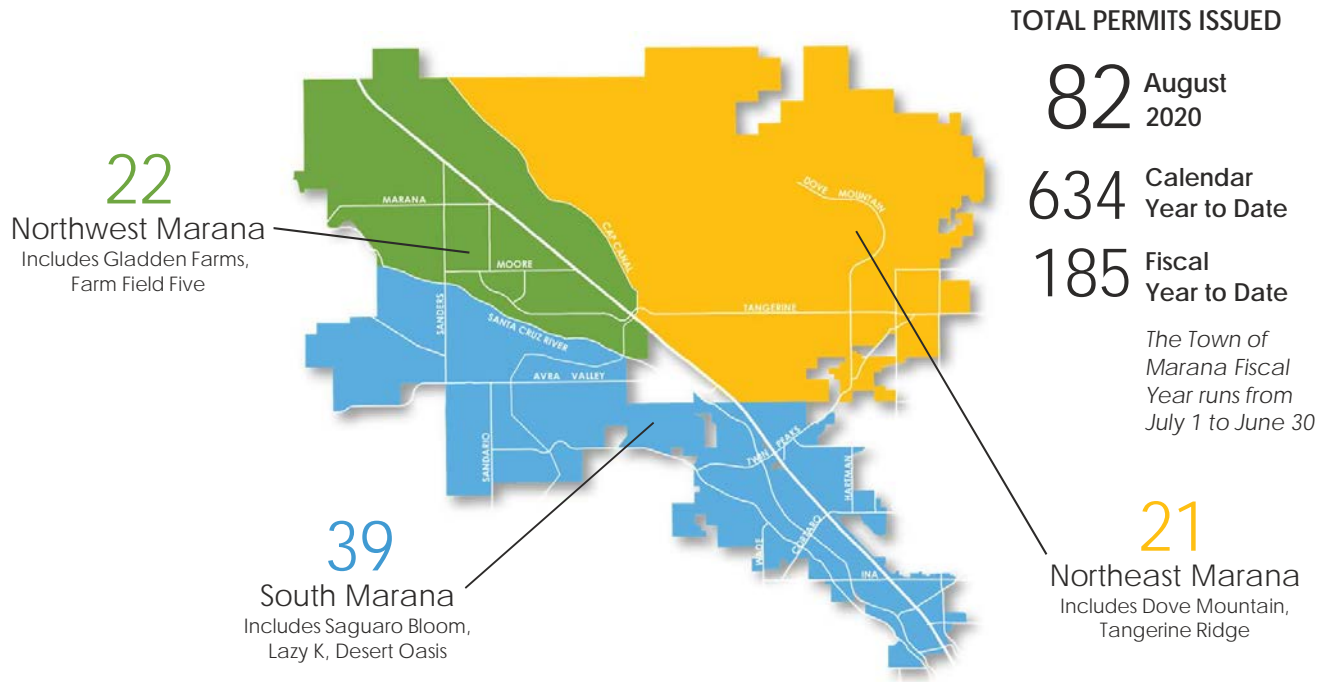 TOTAL PERMITS ISSUED
82 August
2020
634 Calendar
Year to Date
185 Fiscal
Year to Date
The Town of
Marana Fiscal
Year runs from
July 1 to June 30
22
Northwest Marana
Includes Gladden Farms,
Farm Field Five
39
South Marana
Includes Saguaro Bloom,
Lazy K, Desert Oasis
21
Northeast Marana
Includes Dove Mountain,
Tangerine Ridge
DOVE MOUNTAIN
MARANA
CAP CANAL
MOORE
TANGERINE
SANDERS
SANTA CRUZ RIVER
AVRA VALLEY
SANDARIO
TWIN PEAKS
HARTMAN
WADE
CORTARO
INA